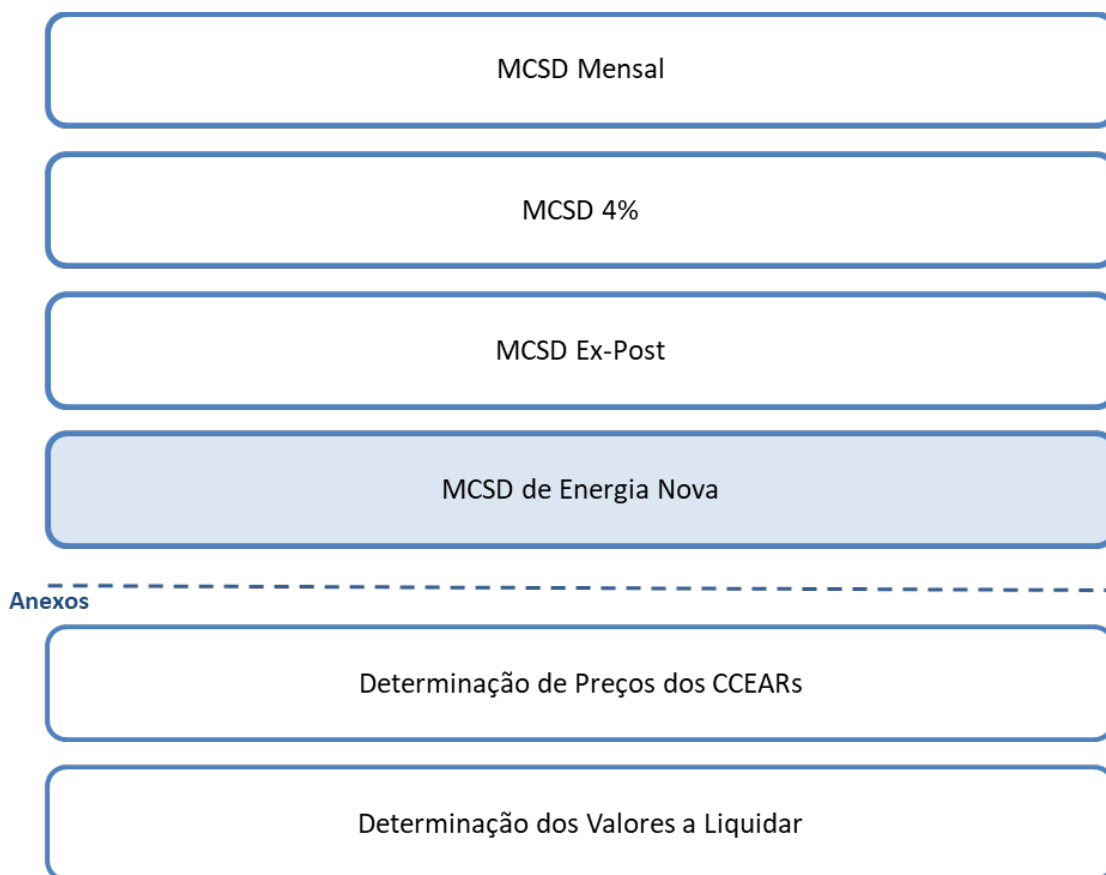 MCSD Mensal
MCSD 4%
MCSD Ex-Post
MCSD de Energia Nova
Anexos
Determinação de Preços dos CCEARs
Determinação dos Valores a Liquidar